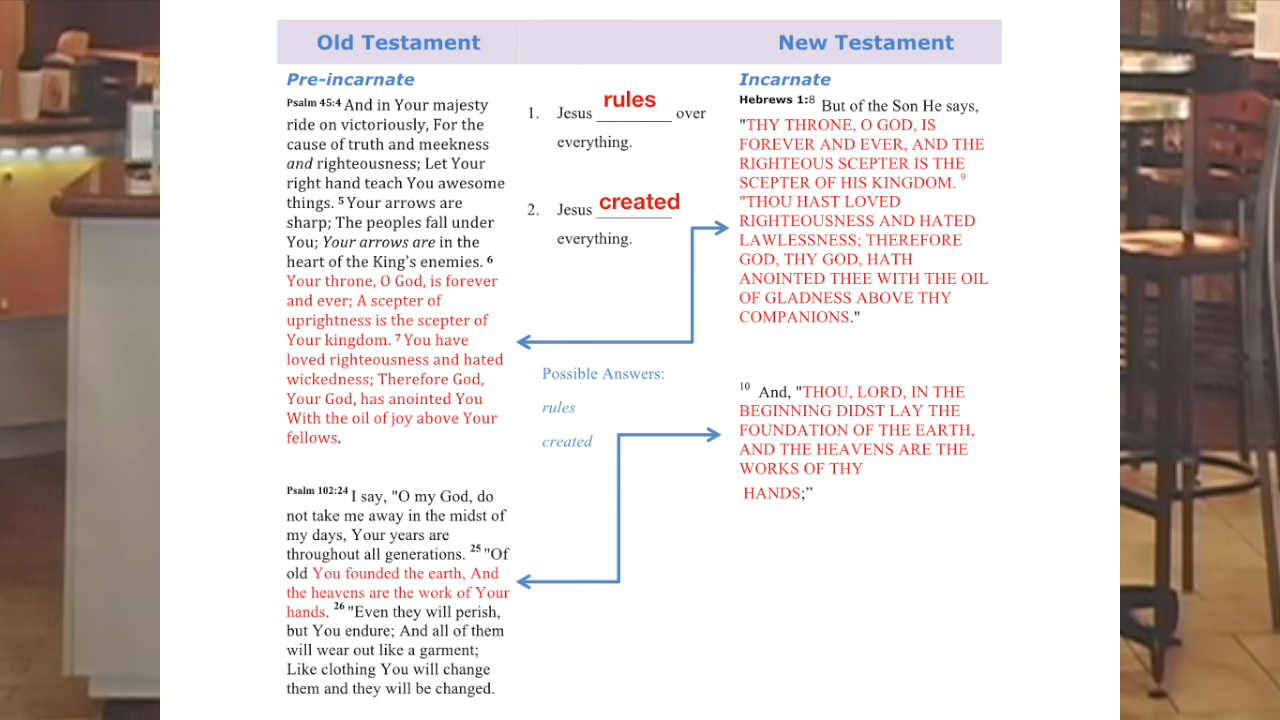 Old Testament
New Testament
Pre-incarnate
Psalm 45:4 And in Your majesty
ride on victoriously, For the
cause of truth and meekness
and righteousness; Let Your
right hand teach You awesome
things. 5 Your arrows are
sharp; The peoples fall under
You; Your arrows are in the
heart of the King's enemies. 6
Your throne, O God, is forever
and ever; A scepter of
uprightness is the scepter of
Your kingdom. 7 You have
loved righteousness and hated
wickedness; Therefore God,
Your God, has anointed You
With the oil of joy above Your
fellows.
Psalm 102:24 I say, "O my God, do
not take me away in the midst of
my days, Your years are
throughout all generations. 25 "Of
old You founded the earth, And
the heavens are the work of Your
hands. 26 "Even they will perish,
but You endure; And all of them
will wear out like a garment;
Like clothing You will change
them and they will be changed.
1. Jesus rules over
everything.
2. Jesus created
everything.
Possible Answers:
rules
created
Incarnate
Hebrews 1:8 But of the Son He says,
"THY THRONE, O GOD, IS
FOREVER AND EVER, AND THE
RIGHTEOUS SCEPTER IS THE
SCEPTER OF HIS KINGDOM. 9
"THOU HAST LOVED
RIGHTEOUSNESS AND HATED
LAWLESSNESS; THEREFORE
GOD, THY GOD, HATH
ANOINTED THEE WITH THE OIL
OF GLADNESS ABOVE THY
COMPANIONS."
10 And, "THOU, LORD, IN THE
BEGINNING DIDST LAY THE
FOUNDATION OF THE EARTH,
AND THE HEAVENS ARE THE
WORKS OF THY
HANDS;”